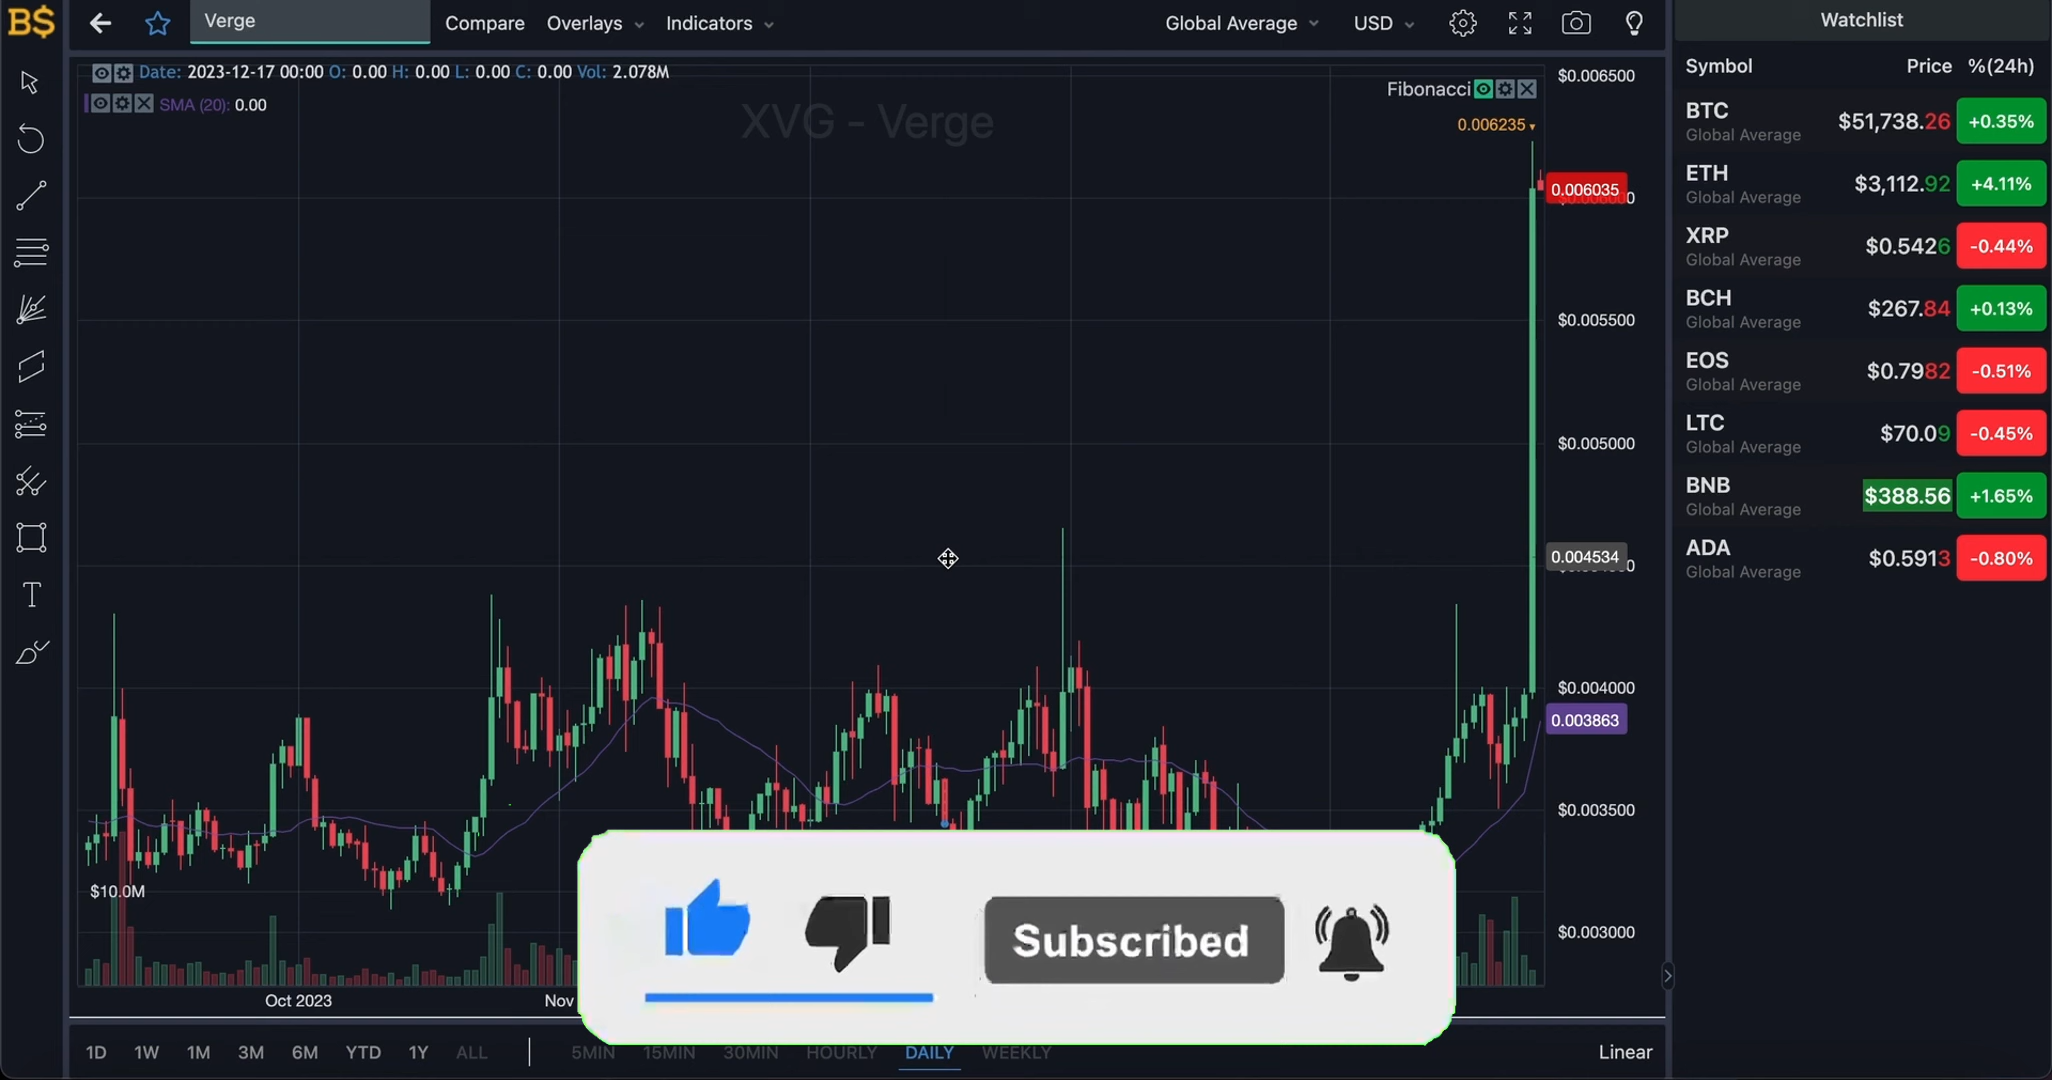 B$
Verge
Compare
Overlays
Indicators
Global Average
USD
Date: 2023-12-17 00:00 O: 0.00 H: 0.00 L: 0.00 C: 0.00 Vol: 2.078M
SMA (20): 0.00
XVG - Verge
Fibonacci
0.006235
$0.006500
0.006035
$0.005500
$0.005000
0.004534
$0.004000
0.003863
$0.003500
$0.003000
$10.0M
Oct 2023
Nov
Subscribed
1D 1W 1M 3M 6M YTD 1Y ALL
5MIN 15MIN 30MIN HOURLY DAILY WEEKLY
Linear
Watchlist
Symbol Price %(24h)
BTC $51,738.26 +0.35%
Global Average
ETH $3,112.92 +4.11%
Global Average
XRP $0.5426 -0.44%
Global Average
BCH $267.84 +0.13%
Global Average
EOS $0.7982 -0.51%
Global Average
LTC $70.09 -0.45%
Global Average
BNB $388.56 +1.65%
Global Average
ADA $0.5913 -0.80%
Global Average